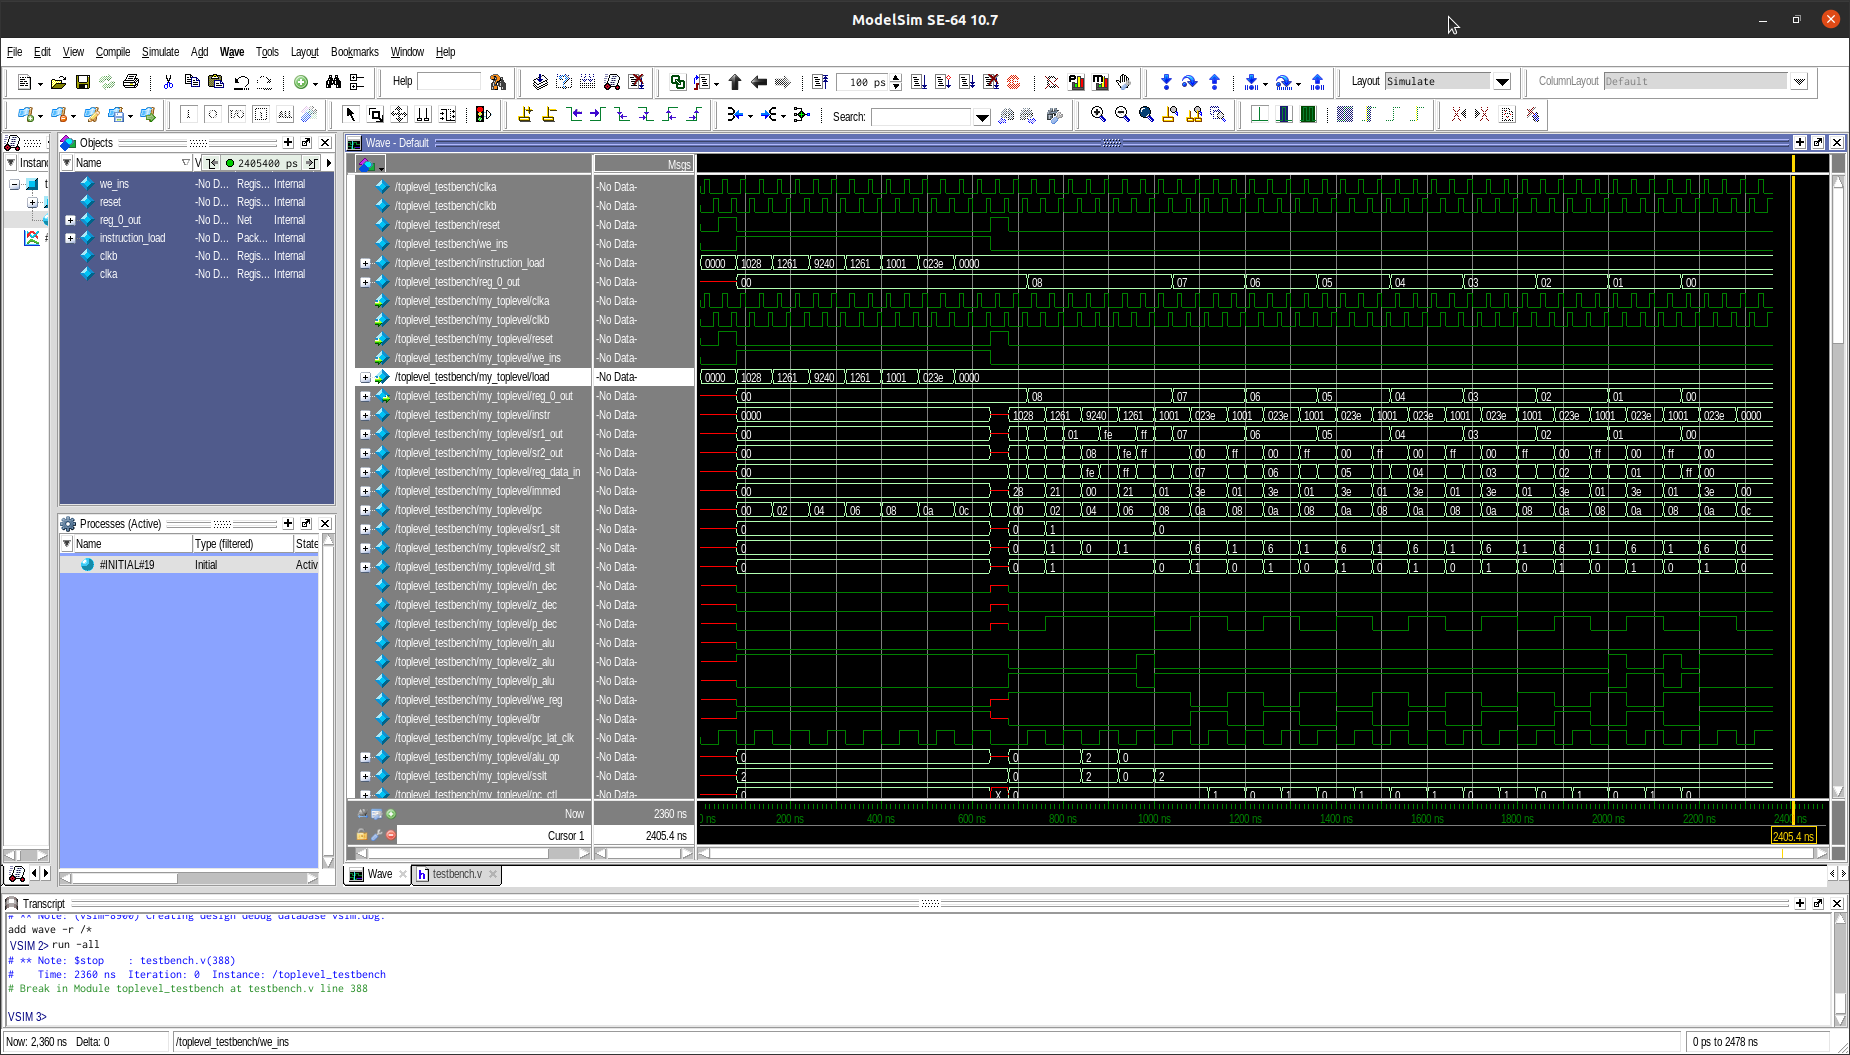 ModelSim SE-64 10.7
File Edit View Compile Simulate Add Wave Tools Layout Bookmarks Window Help
Help
100 ps
Layout Simulate
ColumnLayout Default
Search:
Instanc
Objects
Name
2405400 ps
we_ins -No D... Regis... Internal
reset -No D... Regis... Internal
reg_0_out -No D... Net Internal
instruction_load -No D... Pack... Internal
clkb -No D... Regis... Internal
clka -No D... Regis... Internal
Processes (Active)
Name Type (filtered) State
#INITIAL#19 Initial Activ
Wave - Default
Msgs
/toplevel_testbench/clka -No Data-
/toplevel_testbench/clkb -No Data-
/toplevel_testbench/reset -No Data-
/toplevel_testbench/we_ins -No Data-
/toplevel_testbench/instruction_load -No Data- 0000 1028 1261 9240 1261 1001 023e 0000
/toplevel_testbench/reg_0_out -No Data- 00 08 07 06 05 04 03 02 01 00
/toplevel_testbench/my_toplevel/clka -No Data-
/toplevel_testbench/my_toplevel/clkb -No Data-
/toplevel_testbench/my_toplevel/reset -No Data-
/toplevel_testbench/my_toplevel/we_ins -No Data-
/toplevel_testbench/my_toplevel/load -No Data- 0000 1028 1261 9240 1261 1001 023e 0000
/toplevel_testbench/my_toplevel/reg_0_out -No Data- 00 08 07 06 05 04 03 02 01 00
/toplevel_testbench/my_toplevel/instr -No Data- 0000 1028 1261 9240 1261 1001 023e 1001 023e 1001 023e 1001 023e 1001 023e 1001 023e 1001 023e 1001 023e 0000
/toplevel_testbench/my_toplevel/sr1_out -No Data- 00 01 fe ff 07 06 05 04 03 02 01 00
/toplevel_testbench/my_toplevel/sr2_out -No Data- 00 08 fe ff 00 ff 00 ff 00 ff 00 ff 00 ff 00 ff 00 ff 00
/toplevel_testbench/my_toplevel/reg_data_in -No Data- 00 fe ff 07 06 05 04 03 02 01 ff 00
/toplevel_testbench/my_toplevel/immed -No Data- 00 28 21 00 21 01 3e 01 3e 01 3e 01 3e 01 3e 01 3e 01 3e 01 3e 00
/toplevel_testbench/my_toplevel/pc -No Data- 00 02 04 06 08 0a 0c 00 02 04 06 08 0a 08 0a 08 0a 08 0a 08 0a 08 0a 08 0a 08 0a 0c
/toplevel_testbench/my_toplevel/sr1_slt -No Data- 0 0 1 0
/toplevel_testbench/my_toplevel/sr2_slt -No Data- 0 0 1 0 1 6 1 6 1 6 1 6 1 6 1 6 1 6 1 6 0
/toplevel_testbench/my_toplevel/rd_slt -No Data- 0 0 1 0 1 0 1 0 1 0 1 0 1 0 1 0 1 0 1 0
/toplevel_testbench/my_toplevel/n_dec -No Data-
/toplevel_testbench/my_toplevel/z_dec -No Data-
/toplevel_testbench/my_toplevel/p_dec -No Data-
/toplevel_testbench/my_toplevel/n_alu -No Data-
/toplevel_testbench/my_toplevel/z_alu -No Data-
/toplevel_testbench/my_toplevel/p_alu -No Data-
/toplevel_testbench/my_toplevel/we_reg -No Data-
/toplevel_testbench/my_toplevel/br -No Data-
/toplevel_testbench/my_toplevel/pc_lat_clk -No Data-
/toplevel_testbench/my_toplevel/alu_op -No Data- 0 0 2 0
/toplevel_testbench/my_toplevel/sslt -No Data- 2 0 2 0 2
/toplevel_testbench/my_toplevel/pc_ctl -No Data- 0 X 0 1 0 1 0 1 0 1 0 1 0 1 0 1 0
Now 2360 ns
200 ns 400 ns 600 ns 800 ns 1000 ns 1200 ns 1400 ns 1600 ns 1800 ns 2000 ns 2200 ns 2400 ns
Cursor 1 2405.4 ns
2405.4 ns
Wave testbench.v
Transcript
# ** Note: (vsim-8900) Creating design debug database vsim.dbg.
add wave -r /*
VSIM 2> run -all
# ** Note: $stop : testbench.v(388)
# Time: 2360 ns Iteration: 0 Instance: /toplevel_testbench
# Break in Module toplevel_testbench at testbench.v line 388
VSIM 3>
Now: 2,360 ns Delta: 0 /toplevel_testbench/we_ins 0 ps to 2478 ns